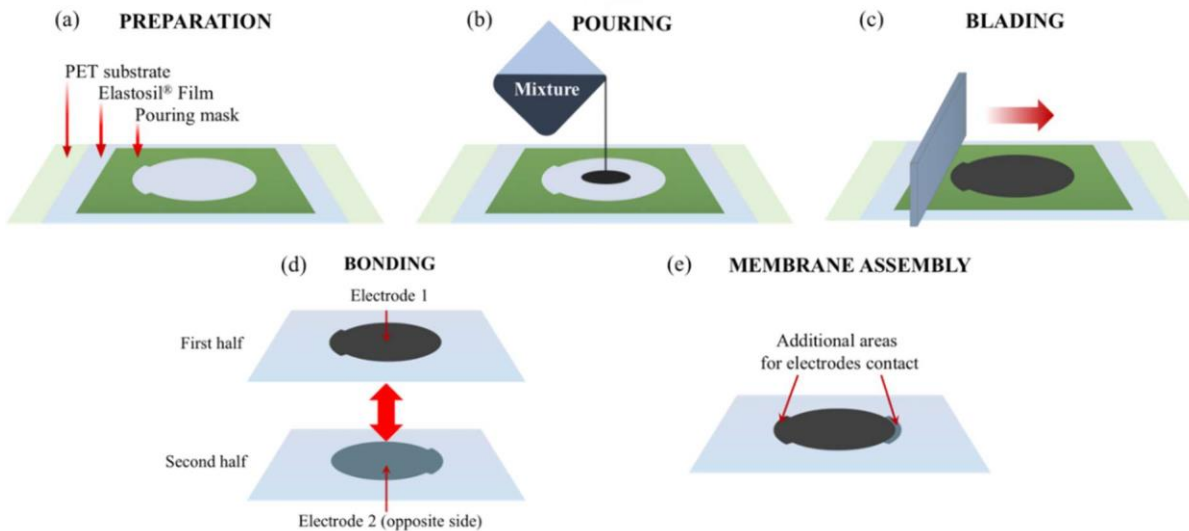 (a) PREPARATION
PET substrate
Elastosil® Film
Pouring mask
(b) POURING
Mixture
(c) BLADING
(d) BONDING
Electrode 1
First half
Second half
Electrode 2 (opposite side)
(e) MEMBRANE ASSEMBLY
Additional areas
for electrodes contact